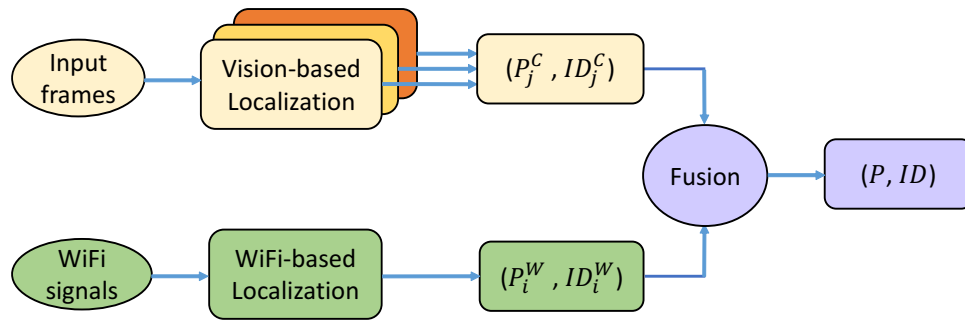 Input
frames
Vision-based
Localization
$(P_j^C, ID_j^C)$
Fusion
$(P, ID)$
WiFi
signals
WiFi-based
Localization
$(P_i^W, ID_i^W)$